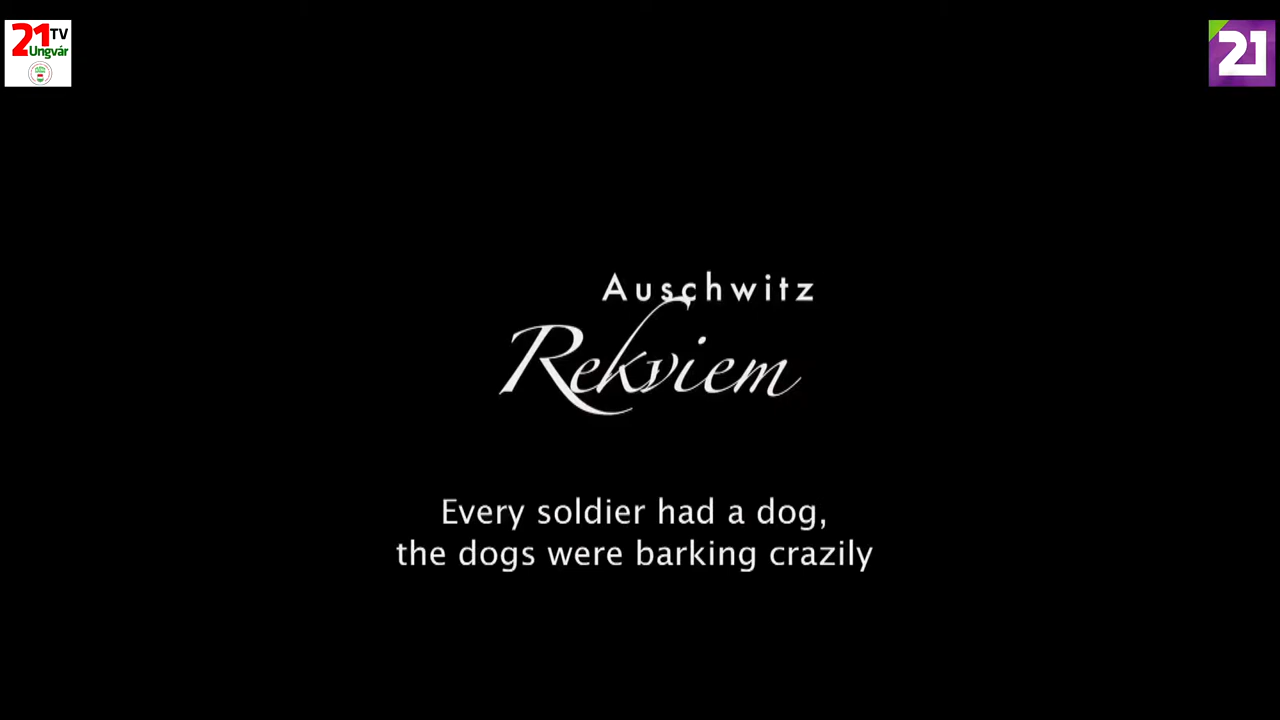 21 TV
Ungvár
21
Auschwitz
Rekviem
Every soldier had a dog,
the dogs were barking crazily